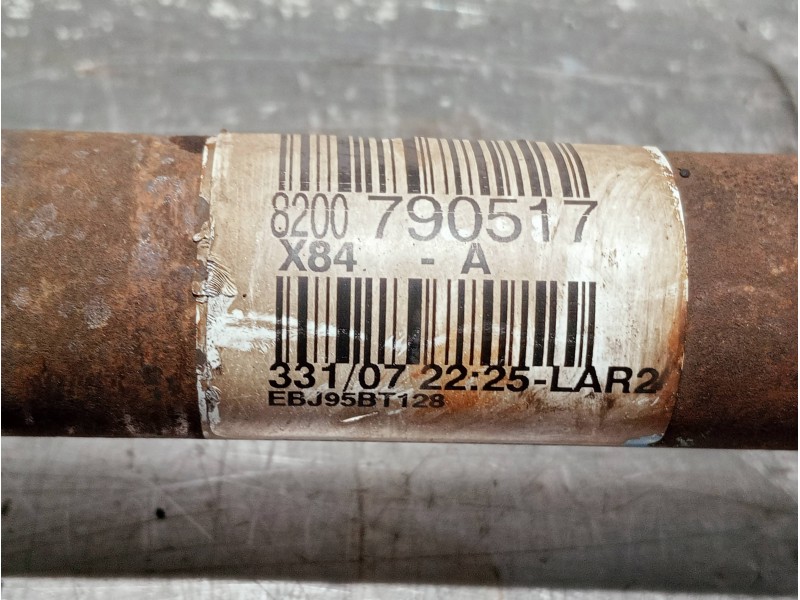 8200 790517
X84 - A
331/07 22:25-LAR2
EBJ95BT128